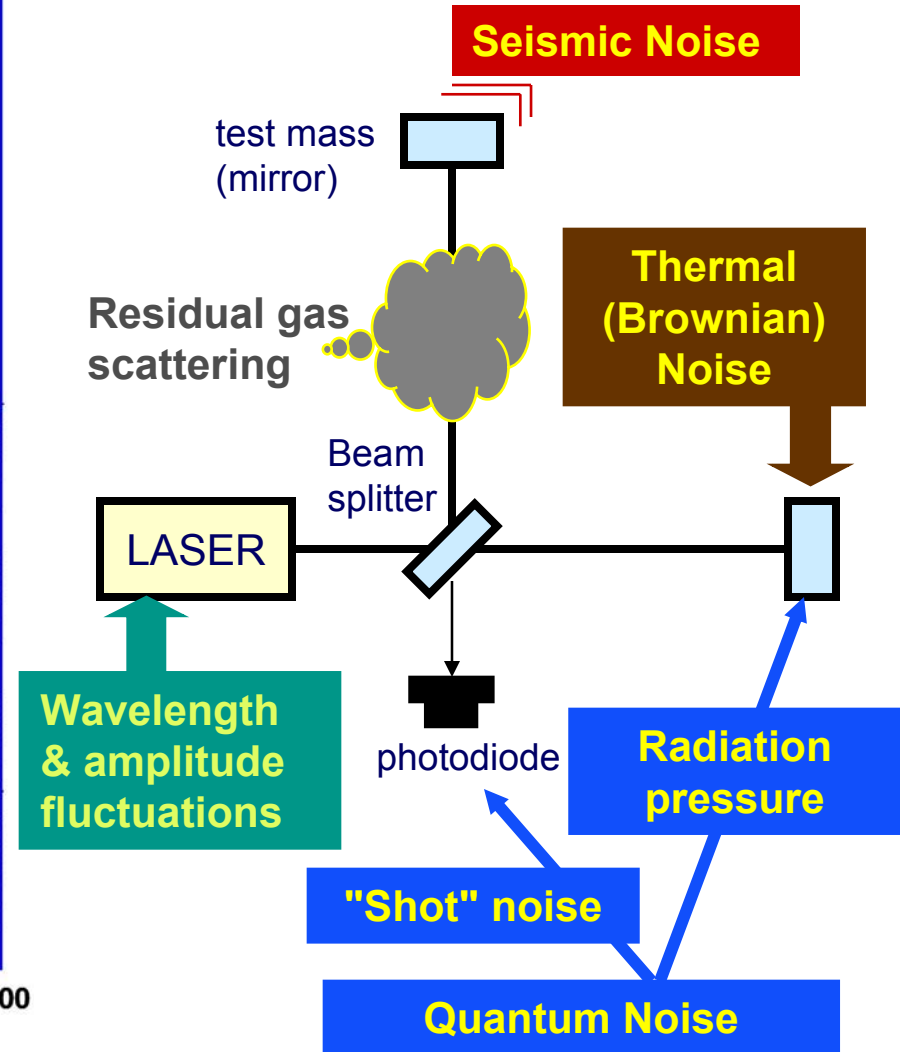 Seismic Noise
test mass
(mirror)
Thermal
(Brownian)
Noise
Residual gas
scattering
Beam
splitter
LASER
Wavelength
& amplitude
fluctuations
photodiode
Radiation
pressure
"Shot" noise
00
Quantum Noise